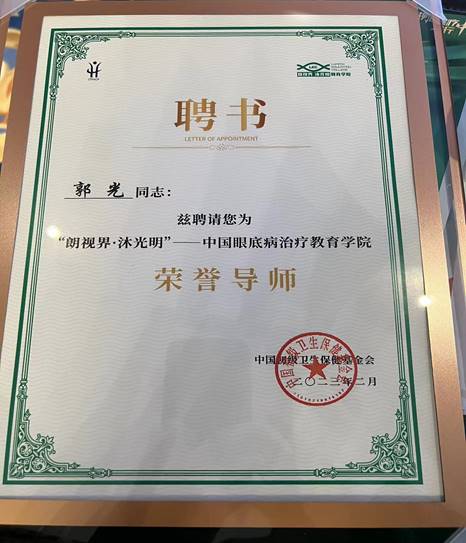 聘书
LETTER OF APPOINTMENT
郭光同志：
兹聘请您为
“朗视界·沐光明”——中国眼底病治疗教育学院
荣誉导师
中国初级卫生保健基金会
二〇二三年二月